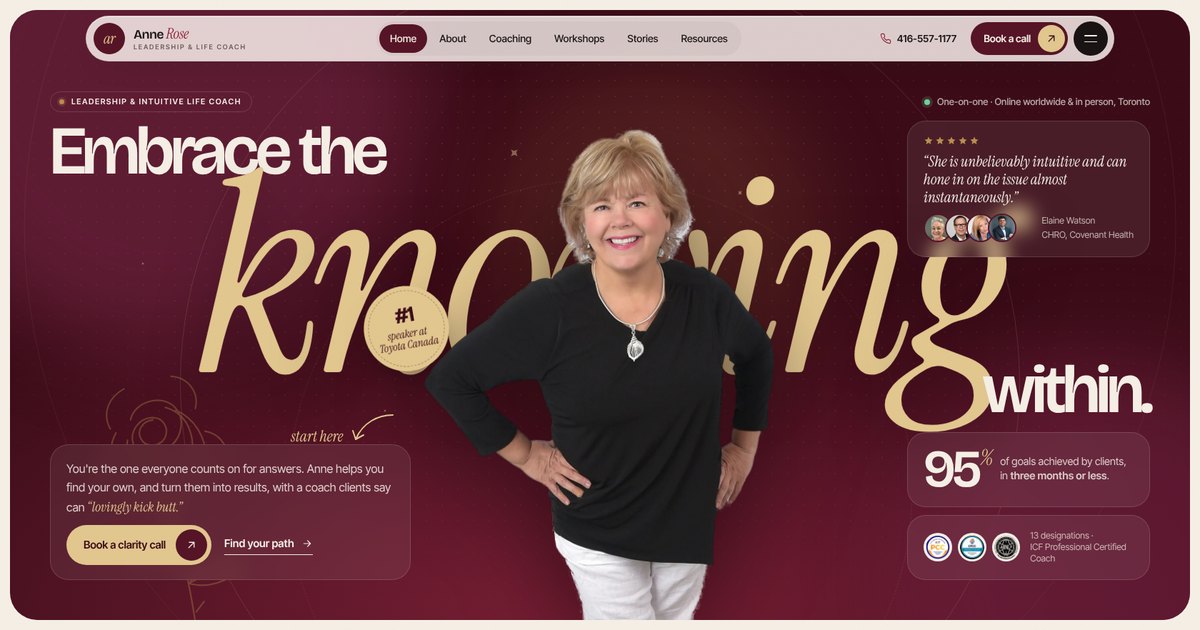 ar
Anne Rose
LEADERSHIP & LIFE COACH
Home
About
Coaching
Workshops
Stories
Resources
416-557-1177
Book a call
LEADERSHIP & INTUITIVE LIFE COACH
One-on-one · Online worldwide & in person, Toronto
Embrace the
knowing
within.
“She is unbelievably intuitive and can
hone in on the issue almost
instantaneously.”
Elaine Watson
CHRO, Covenant Health
#1
speaker at
Toyota Canada
start here
You're the one everyone counts on for answers. Anne helps you
find your own, and turn them into results, with a coach clients say
can “lovingly kick butt.”
Book a clarity call
Find your path
95%
of goals achieved by clients,
in three months or less.
PCC
13 designations ·
ICF Professional Certified
Coach